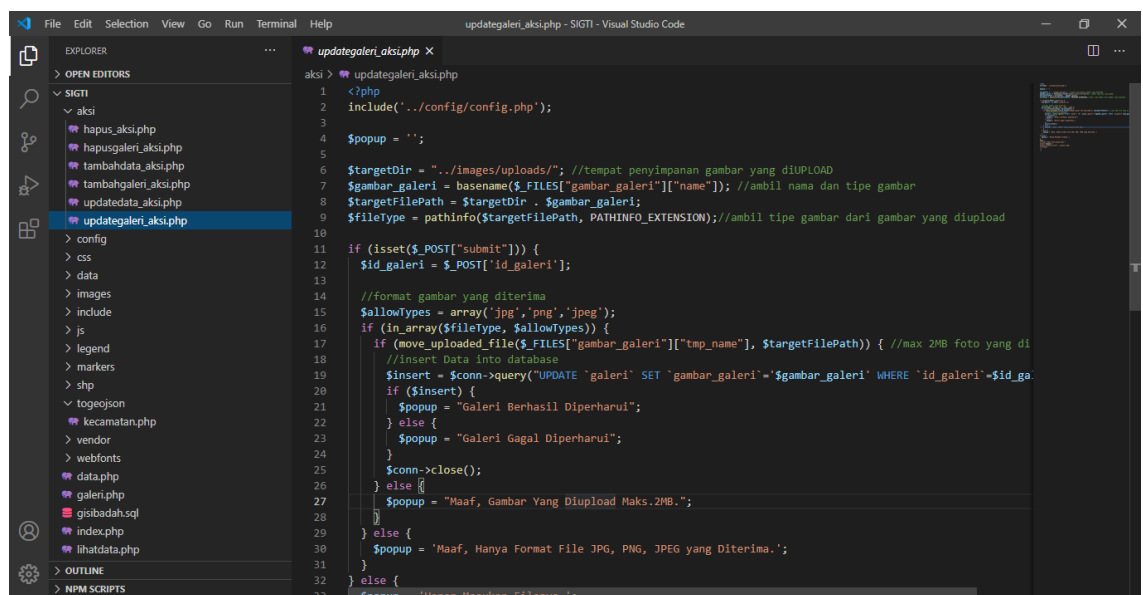 File Edit Selection View Go Run Terminal Help
updategaleri_aksi.php - SIGTI - Visual Studio Code
EXPLORER
OPEN EDITORS
SIGTI
aksi
hapus_aksi.php
hapusgaleri_aksi.php
tambahdata_aksi.php
tambahgaleri_aksi.php
updatedata_aksi.php
updategaleri_aksi.php
config
css
data
images
include
js
legend
markers
shp
togeojson
kecamatan.php
vendor
webfonts
data.php
galeri.php
gisibadah.sql
index.php
lihatdata.php
OUTLINE
NPM SCRIPTS
updategaleri_aksi.php
aksi > updategaleri_aksi.php
1 <?php
2 include('../config/config.php');
3
4 $popup = '';
5
6 $targetDir = "../images/uploads/"; //tempat penyimpanan gambar yang diUPLOAD
7 $gambar_galeri = basename($_FILES["gambar_galeri"]["name"]); //ambil nama dan tipe gambar
8 $targetFilePath = $targetDir . $gambar_galeri;
9 $fileType = pathinfo($targetFilePath, PATHINFO_EXTENSION);//ambil tipe gambar dari gambar yang diupload
10
11 if (isset($_POST["submit"])) {
12 $id_galeri = $_POST['id_galeri'];
13
14 //format gambar yang diterima
15 $allowTypes = array('jpg','png','jpeg');
16 if (in_array($fileType, $allowTypes)) {
17 if (move_uploaded_file($_FILES["gambar_galeri"]["tmp_name"], $targetFilePath)) { //max 2MB foto yang di
18 //insert Data into database
19 $insert = $conn->query("UPDATE `galeri` SET `gambar_galeri`='$gambar_galeri' WHERE `id_galeri`=$id_gal
20 if ($insert) {
21 $popup = "Galeri Berhasil Diperharui";
22 } else {
23 $popup = "Galeri Gagal Diperharui";
24 }
25 $conn->close();
26 } else {
27 $popup = "Maaf, Gambar Yang Diupload Maks.2MB.";
28 }
29 } else {
30 $popup = 'Maaf, Hanya Format File JPG, PNG, JPEG yang Diterima.';
31 }
32 } else {